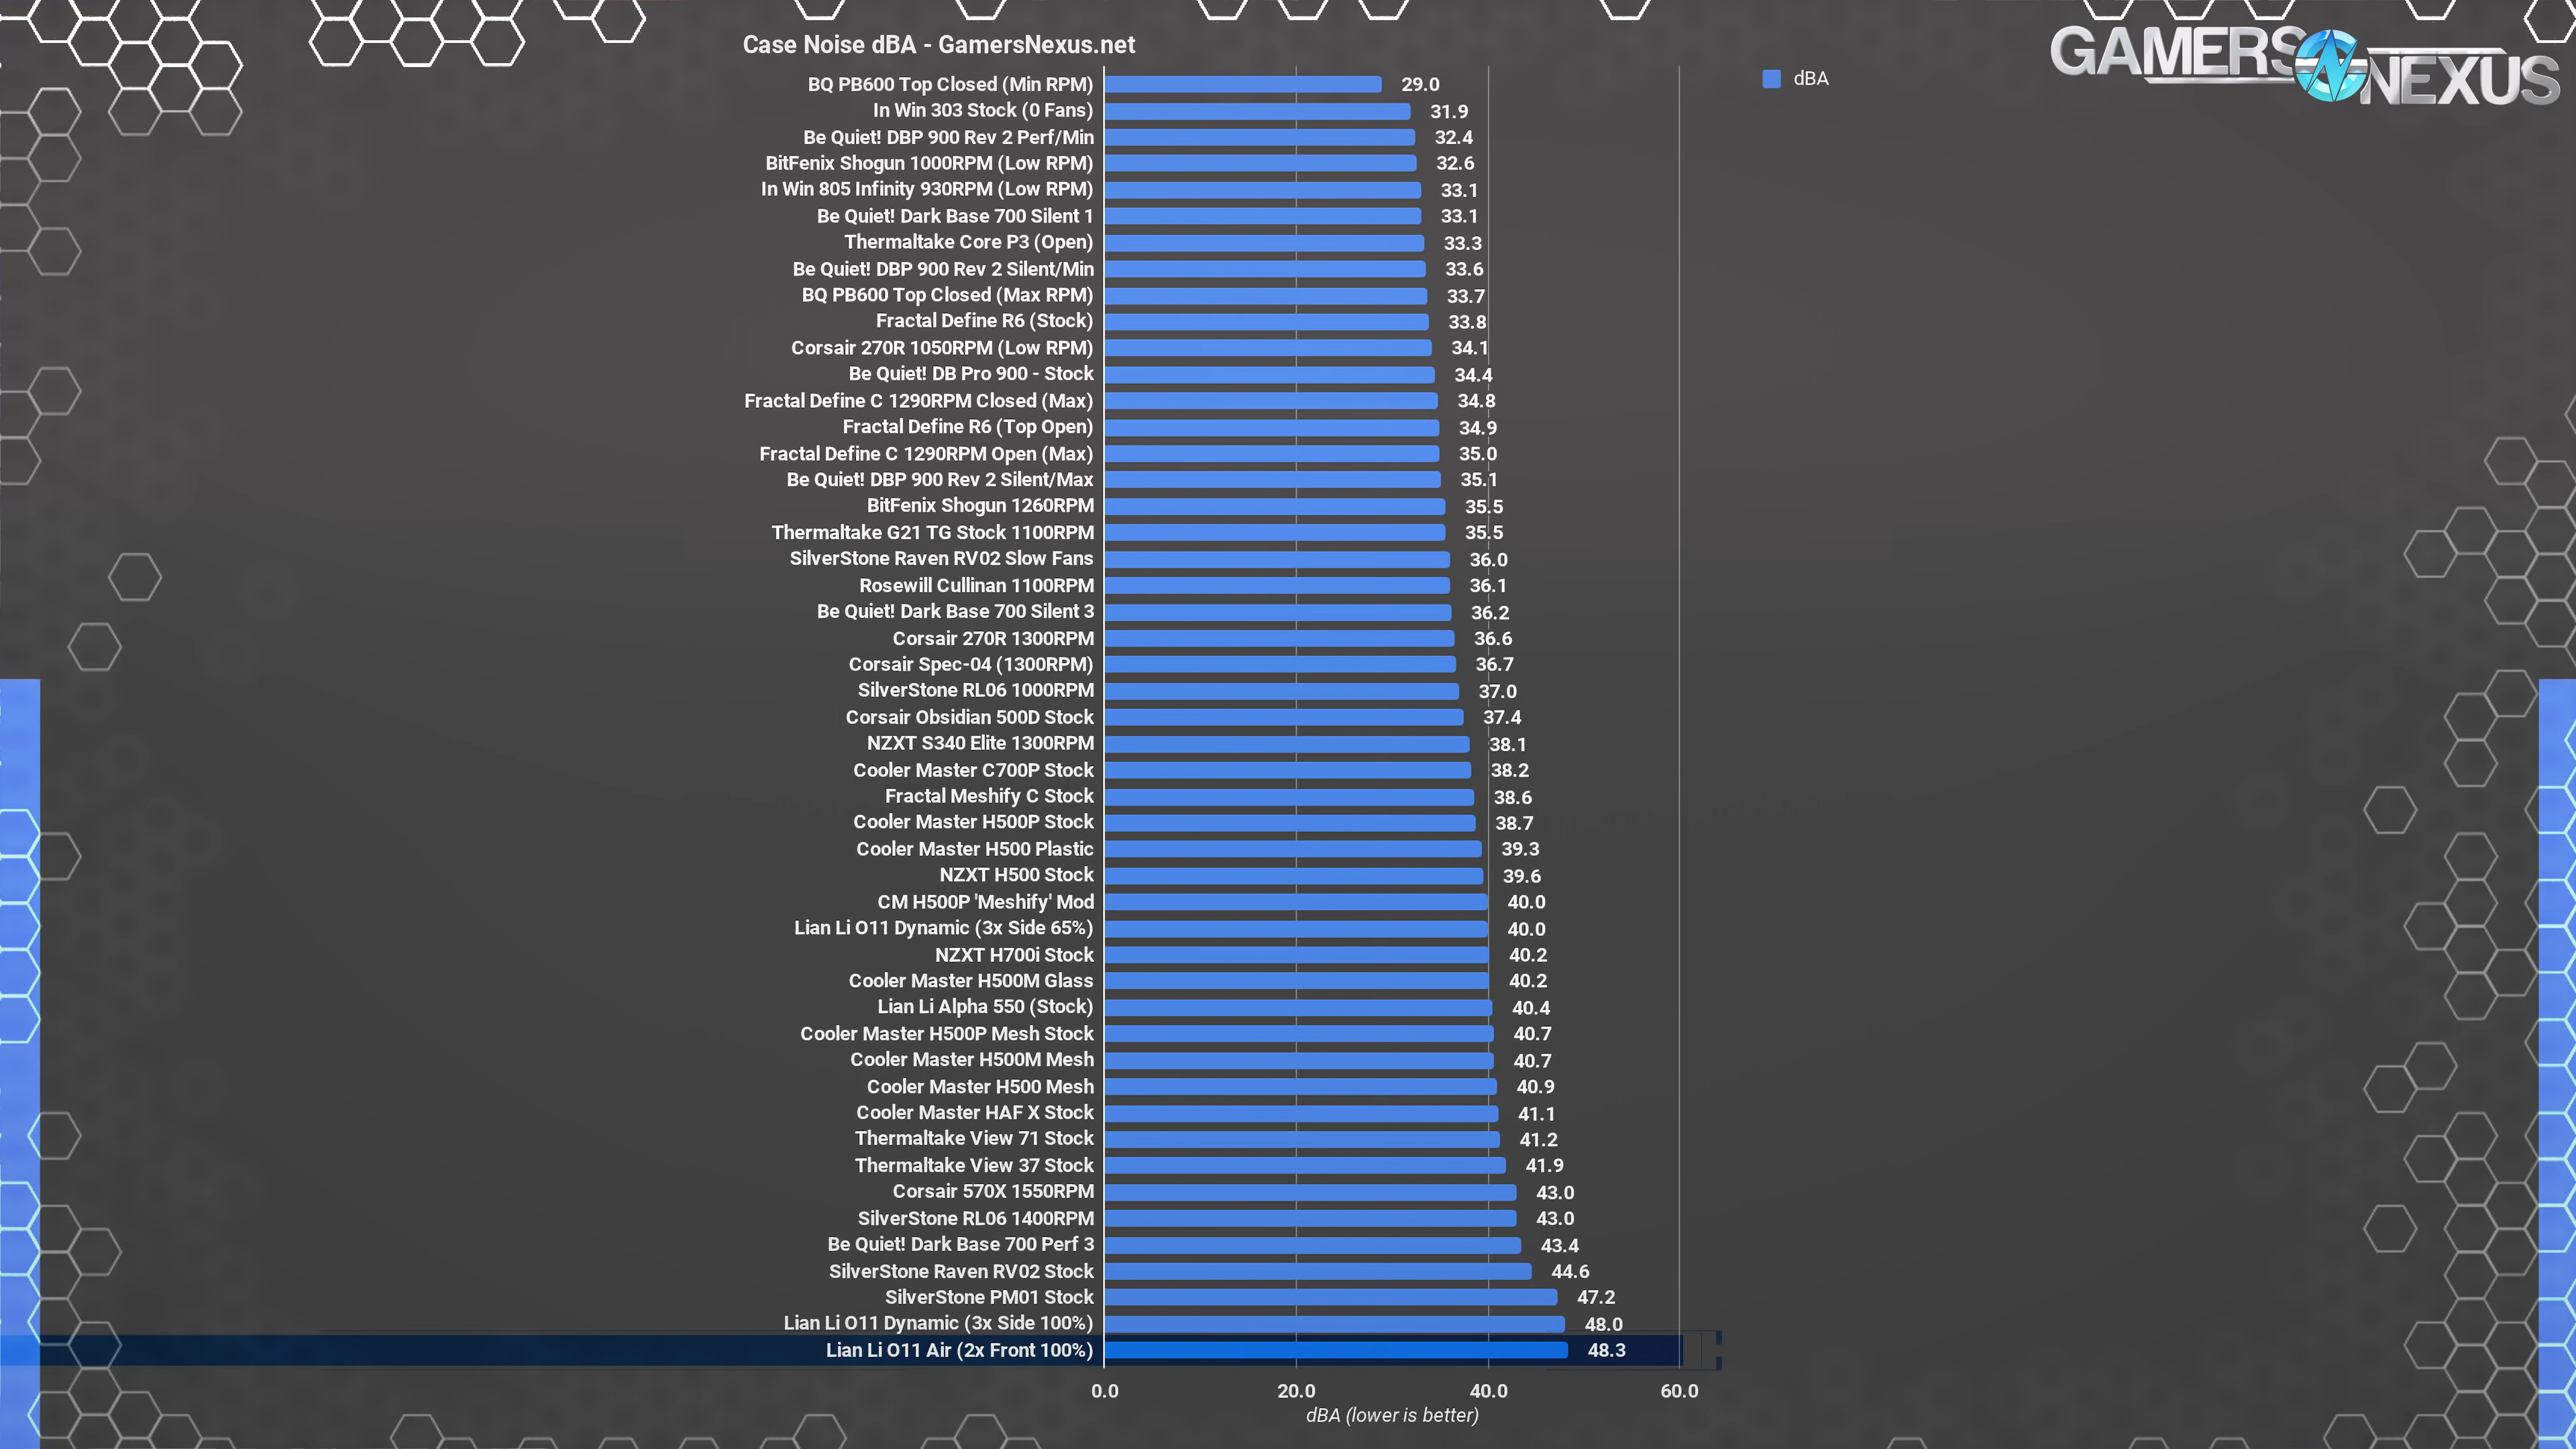 Case Noise dBA - GamersNexus.net
GAMERS NEXUS
dBA
BQ PB600 Top Closed (Min RPM) 29.0
In Win 303 Stock (0 Fans) 31.9
Be Quiet! DBP 900 Rev 2 Perf/Min 32.4
BitFenix Shogun 1000RPM (Low RPM) 32.6
In Win 805 Infinity 930RPM (Low RPM) 33.1
Be Quiet! Dark Base 700 Silent 1 33.1
Thermaltake Core P3 (Open) 33.3
Be Quiet! DBP 900 Rev 2 Silent/Min 33.6
BQ PB600 Top Closed (Max RPM) 33.7
Fractal Define R6 (Stock) 33.8
Corsair 270R 1050RPM (Low RPM) 34.1
Be Quiet! DB Pro 900 - Stock 34.4
Fractal Define C 1290RPM Closed (Max) 34.8
Fractal Define R6 (Top Open) 34.9
Fractal Define C 1290RPM Open (Max) 35.0
Be Quiet! DBP 900 Rev 2 Silent/Max 35.1
BitFenix Shogun 1260RPM 35.5
Thermaltake G21 TG Stock 1100RPM 35.5
SilverStone Raven RV02 Slow Fans 36.0
Rosewill Cullinan 1100RPM 36.1
Be Quiet! Dark Base 700 Silent 3 36.2
Corsair 270R 1300RPM 36.6
Corsair Spec-04 (1300RPM) 36.7
SilverStone RL06 1000RPM 37.0
Corsair Obsidian 500D Stock 37.4
NZXT S340 Elite 1300RPM 38.1
Cooler Master C700P Stock 38.2
Fractal Meshify C Stock 38.6
Cooler Master H500P Stock 38.7
Cooler Master H500 Plastic 39.3
NZXT H500 Stock 39.6
CM H500P 'Meshify' Mod 40.0
Lian Li O11 Dynamic (3x Side 65%) 40.0
NZXT H700i Stock 40.2
Cooler Master H500M Glass 40.2
Lian Li Alpha 550 (Stock) 40.4
Cooler Master H500P Mesh Stock 40.7
Cooler Master H500M Mesh 40.7
Cooler Master H500 Mesh 40.9
Cooler Master HAF X Stock 41.1
Thermaltake View 71 Stock 41.2
Thermaltake View 37 Stock 41.9
Corsair 570X 1550RPM 43.0
SilverStone RL06 1400RPM 43.0
Be Quiet! Dark Base 700 Perf 3 43.4
SilverStone Raven RV02 Stock 44.6
SilverStone PM01 Stock 47.2
Lian Li O11 Dynamic (3x Side 100%) 48.0
Lian Li O11 Air (2x Front 100%) 48.3
0.0 20.0 40.0 60.0
dBA (lower is better)